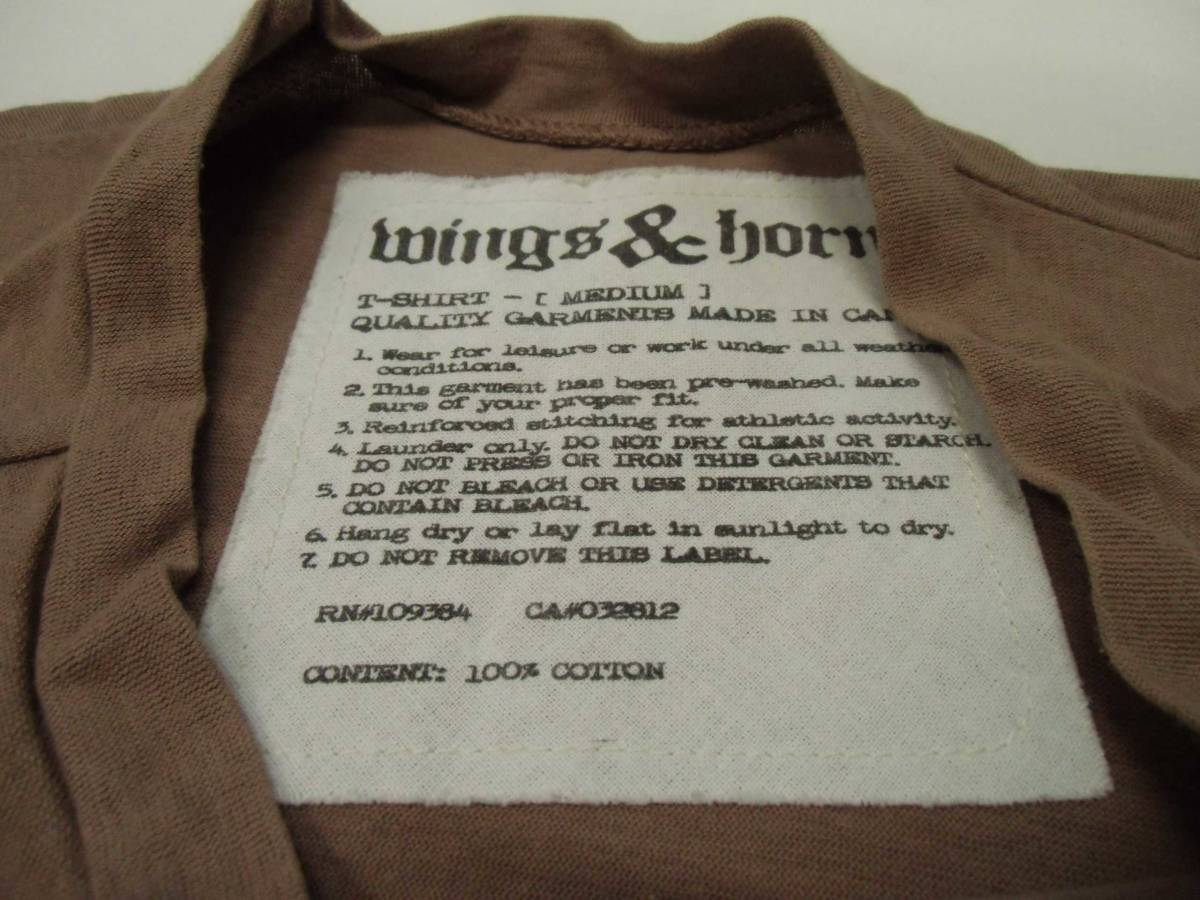 wings & horn
T-SHIRT - [ MEDIUM ]
QUALITY GARMENTS MADE IN CA
1. Wear for leisure or work under all weathe
conditions.
2. This garment has been pre-washed. Make
sure of your proper fit.
3. Reinforced stitching for athletic activity.
4. Launder only. DO NOT DRY CLEAN OR STARCH.
DO NOT PRESS OR IRON THIS GARMENT.
5. DO NOT BLEACH OR USE DETERGENTS THAT
CONTAIN BLEACH.
6. Hang dry or lay flat in sunlight to dry.
7. DO NOT REMOVE THIS LABEL.
RN#109384 CA#032812
CONTENT: 100% COTTON